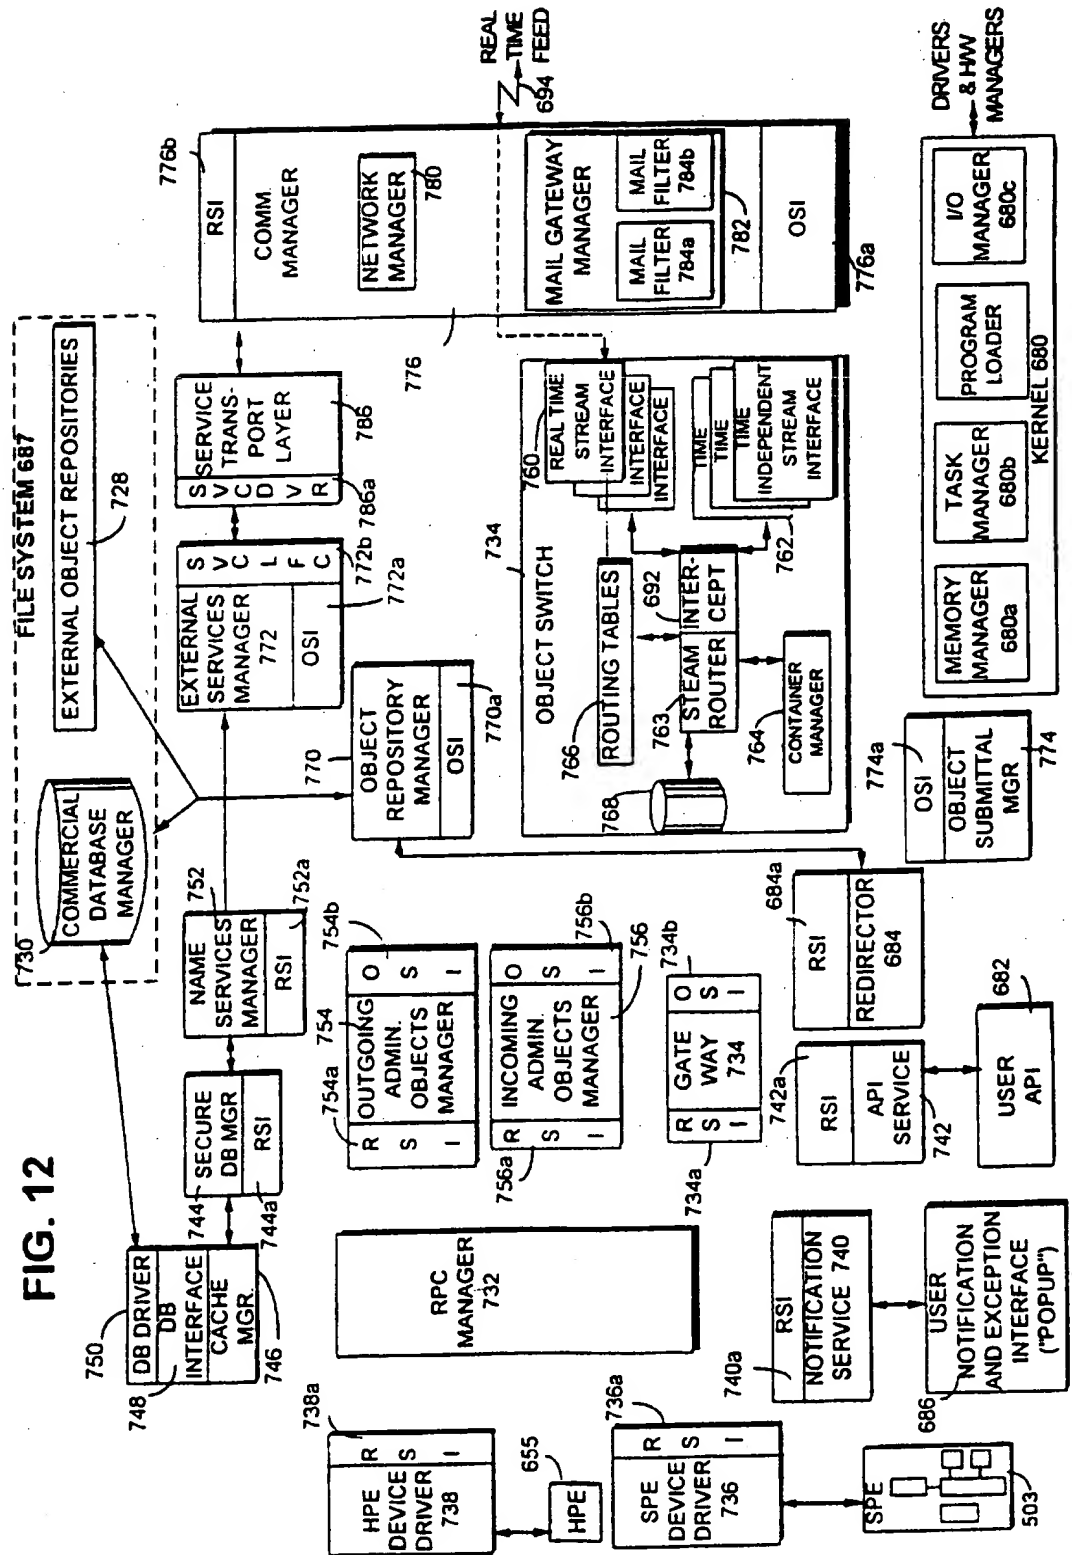 FIG. 12
FILE SYSTEM 687
EXTERNAL OBJECT REPOSITORIES
728
730
COMMERCIAL
DATABASE
MANAGER
750
DB DRIVER
DB
INTERFACE
CACHE
MGR.
748
746
744
SECURE
DB MGR
RSI
744a
752
NAME
SERVICES
MANAGER
RSI
752a
EXTERNAL
SERVICES
MANAGER
772
OSI
S
V
C
L
F
C
772b
772a
S
V
C
D
V
R
SERVICE
TRANS-
PORT
LAYER
786
786a
776b
RSI
COMM
MANAGER
NETWORK
MANAGER
780
776
MAIL GATEWAY
MANAGER
MAIL
FILTER
784a
MAIL
FILTER
784b
782
OSI
776a
REAL
TIME
FEED
694
738a
HPE
DEVICE
DRIVER
738
R
S
I
655
HPE
RPC
MANAGER
732
754a
754
754b
R
S
I
OUTGOING
ADMIN.
OBJECTS
MANAGER
O
S
I
756a
R
S
I
INCOMING
ADMIN.
OBJECTS
MANAGER
O
S
I
756b
756
770
OBJECT
REPOSITORY
MANAGER
OSI
770a
734
OBJECT SWITCH
760
REAL TIME
STREAM
INTERFACE
INTERFACE
INTERFACE
766
ROUTING TABLES
692
763
STEAM
ROUTER
INTER-
CEPT
762
TIME
TIME
TIME
INDEPENDENT
STREAM
INTERFACE
768
764
CONTAINER
MANAGER
736a
SPE
DEVICE
DRIVER
736
R
S
I
SPE
503
734a
R
S
I
GATE
WAY
734
O
S
I
734b
740a
RSI
NOTIFICATION
SERVICE 740
USER
NOTIFICATION
AND EXCEPTION
INTERFACE
("POPUP")
686
742a
RSI
API
SERVICE
742
USER
API
682
684a
RSI
REDIRECTOR
684
774a
OSI
OBJECT
SUBMITTAL
MGR
774
MEMORY
MANAGER
680a
TASK
MANAGER
680b
PROGRAM
LOADER
I/O
MANAGER
680c
KERNEL 680
DRIVERS
& H/W
MANAGERS